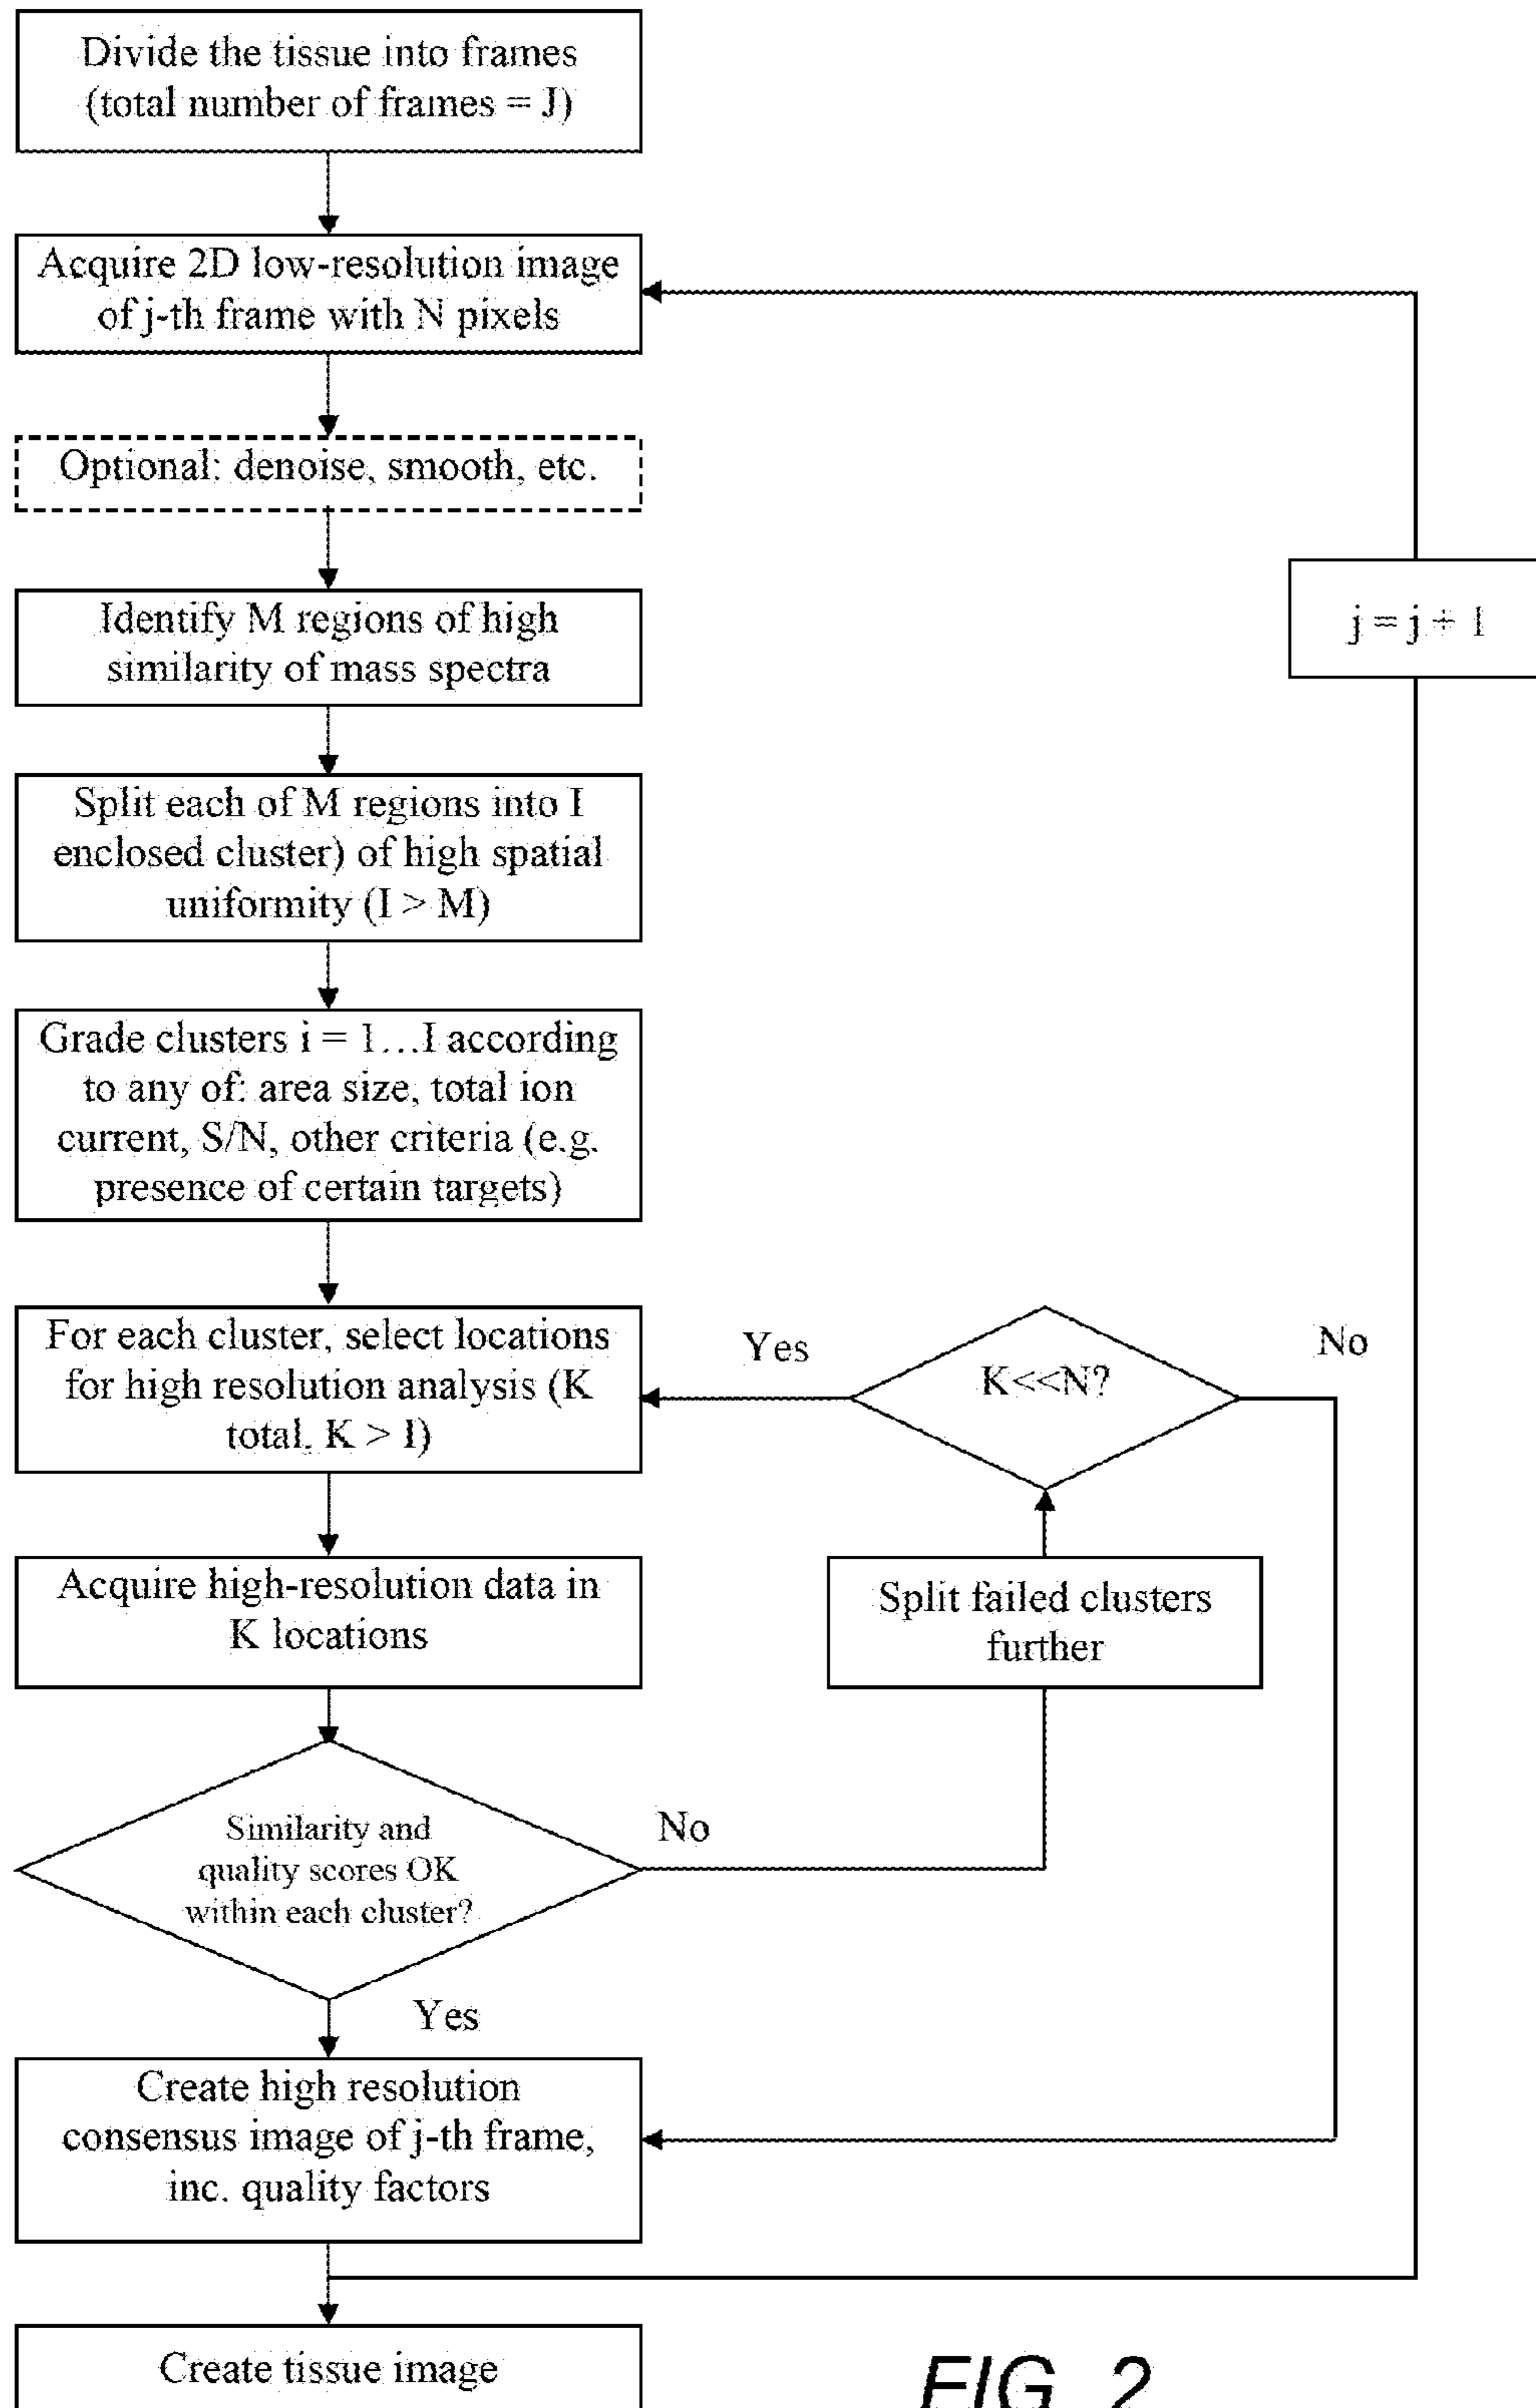 Divide the tissue into frames
(total number of frames = J)
Acquire 2D low-resolution image
of j-th frame with N pixels
Optional: denoise, smooth, etc.
Identify M regions of high
similarity of mass spectra
j = j + 1
Split each of M regions into I
enclosed cluster) of high spatial
uniformity (I > M)
Grade clusters i = 1...I according
to any of: area size, total ion
current, S/N, other criteria (e.g.
presence of certain targets)
For each cluster, select locations
for high resolution analysis (K
total, K > I)
Yes
K<<N?
No
Acquire high-resolution data in
K locations
Split failed clusters
further
Similarity and
quality scores OK
within each cluster?
No
Yes
Create high resolution
consensus image of j-th frame,
inc. quality factors
Create tissue image
FIG. 2